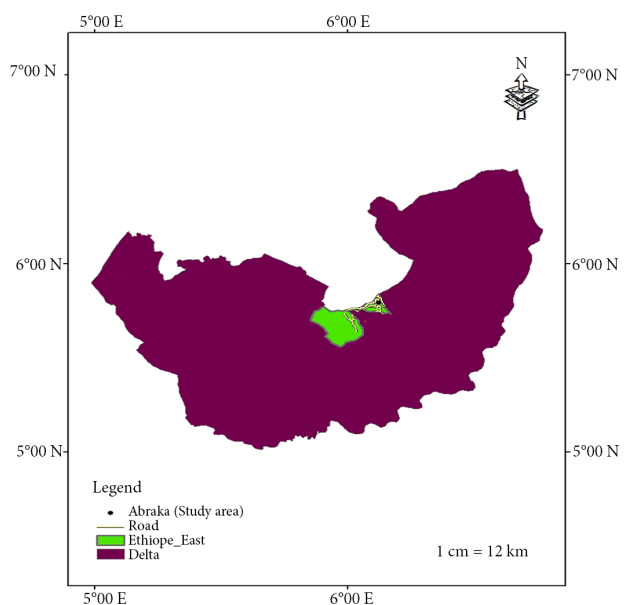 5°00 E 6°00 E
7°00 N 7°00 N
N
6°00 N 6°00 N
5°00 N 5°00 N
Legend
Abraka (Study area)
Road
Ethiope_East
Delta
1 cm = 12 km
5°00 E 6°00 E